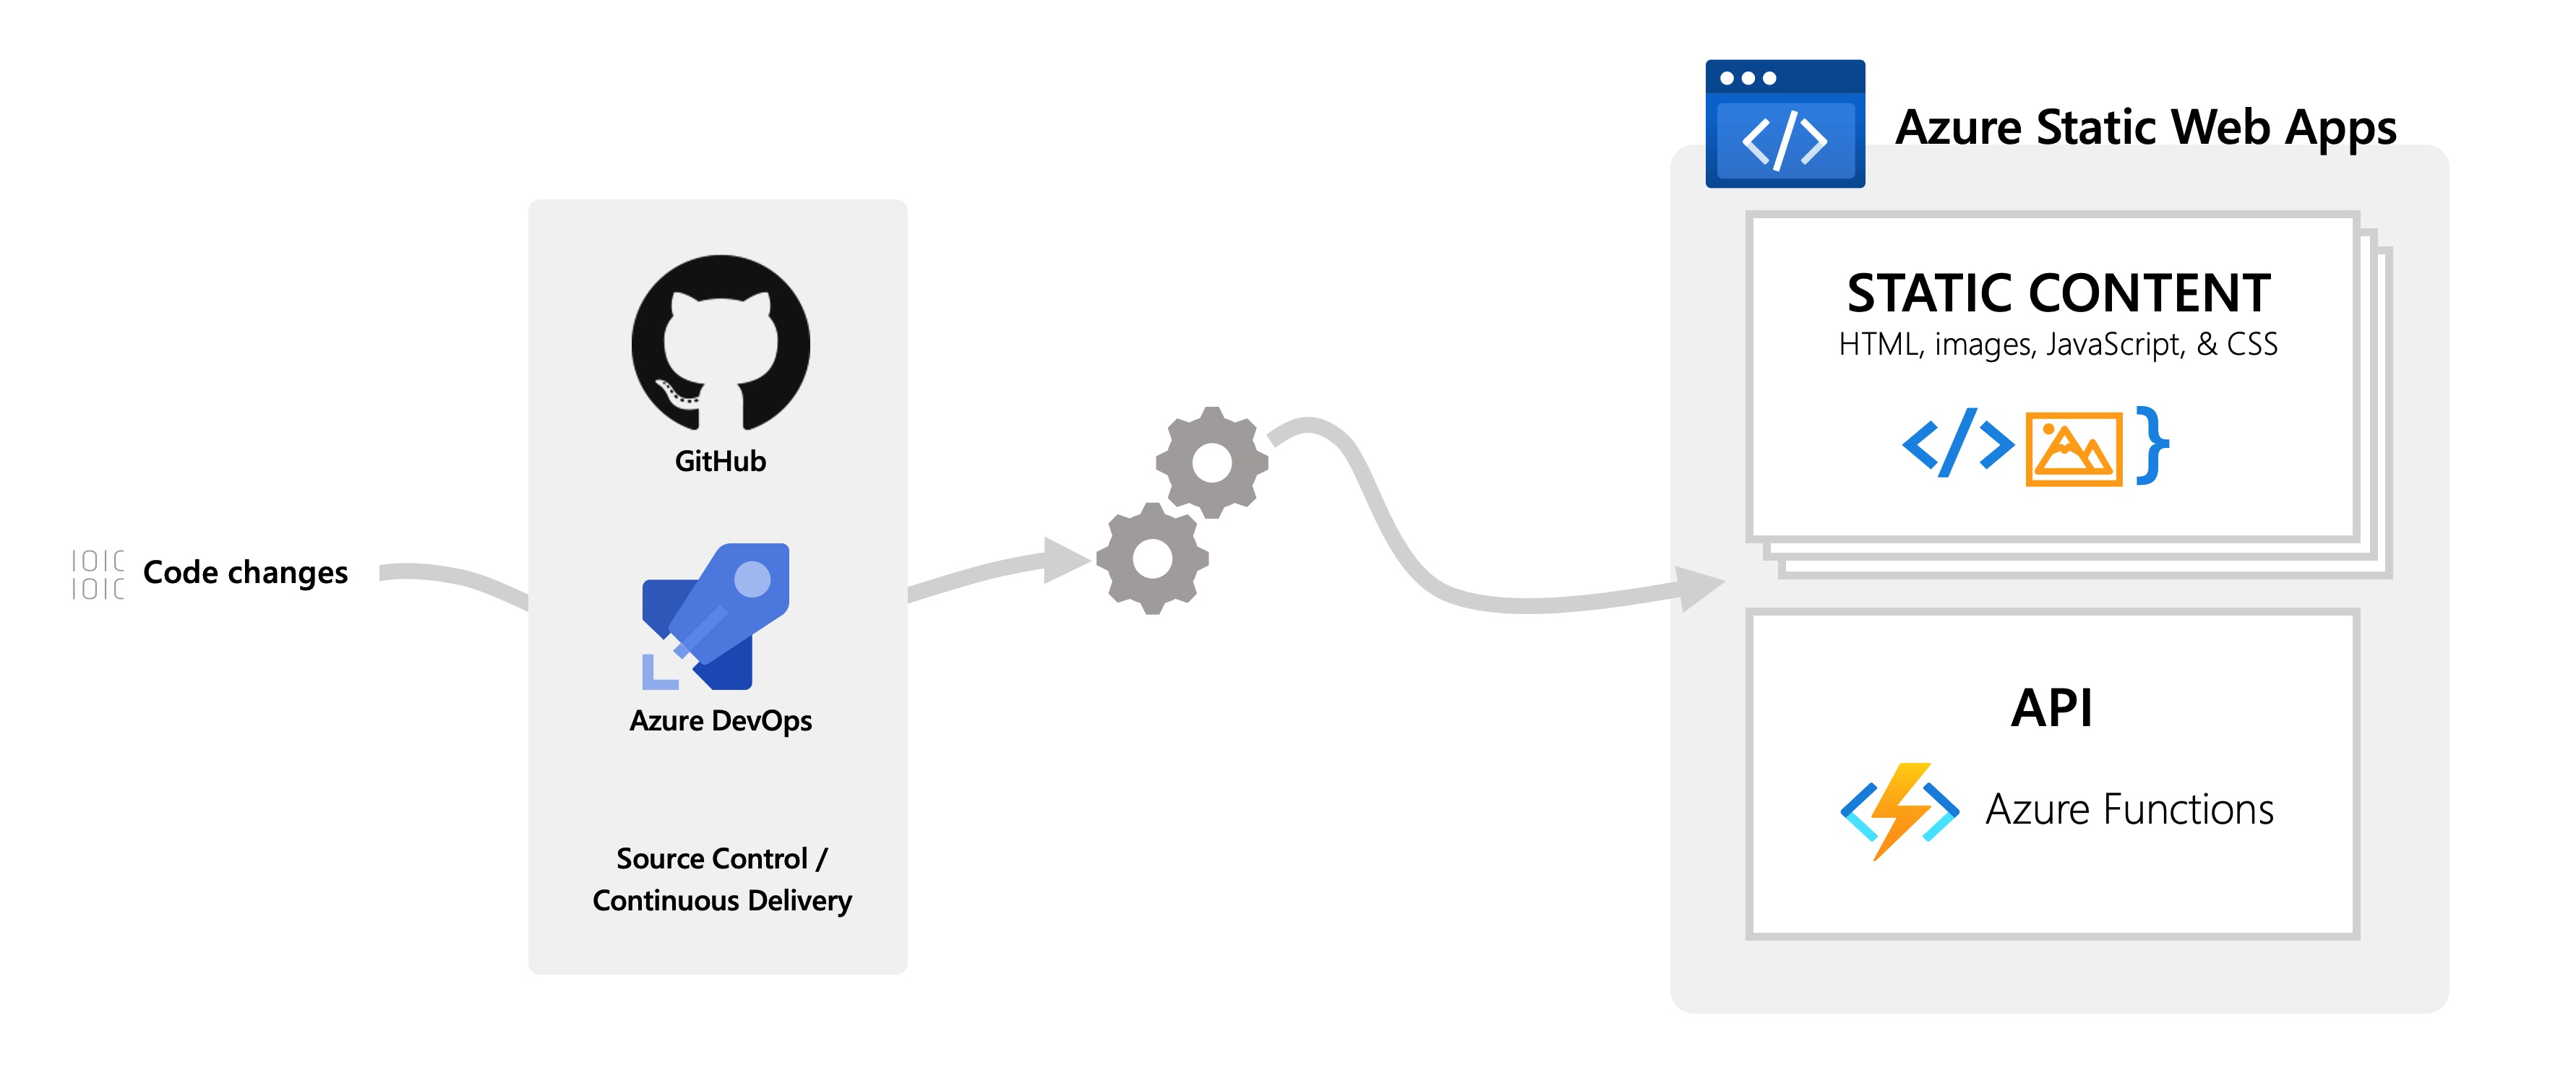 Azure Static Web Apps
STATIC CONTENT
HTML, images, JavaScript, & CSS
GitHub
Code changes
Azure DevOps
API
Azure Functions
Source Control /
Continuous Delivery